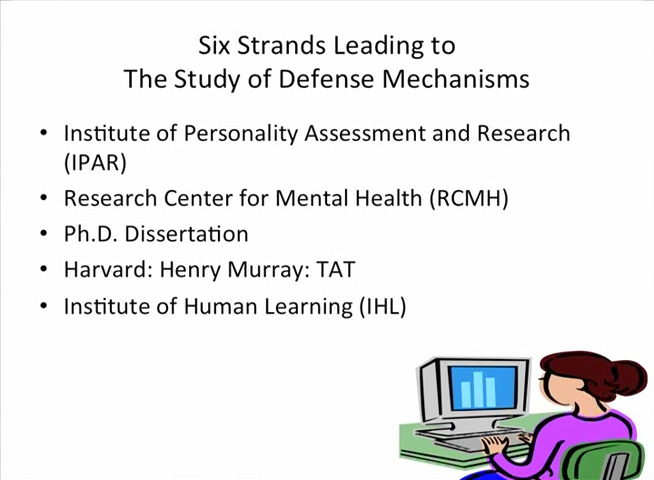 Six Strands Leading to
The Study of Defense Mechanisms
• Institute of Personality Assessment and Research
(IPAR)
• Research Center for Mental Health (RCMH)
• Ph.D. Dissertation
• Harvard: Henry Murray: TAT
• Institute of Human Learning (IHL)